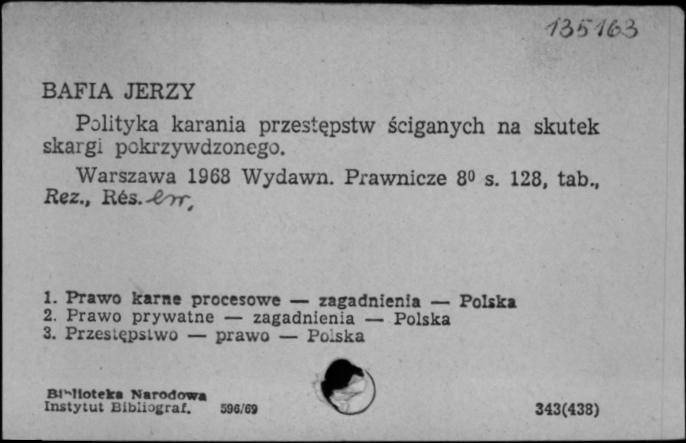 135163
BAFIA JERZY
Polityka karania przestępstw ściganych na skutek
skargi pokrzywdzonego.
Warszawa 1968 Wydawn. Prawnicze 8⁰ s. 128, tab.,
Rez., Rés.
1. Prawo karne procesowe — zagadnienia — Polska
2. Prawo prywatne — zagadnienia — Polska
3. Przestępstwo — prawo — Polska
Biblioteka Narodowa
Instytut Bibliograf. 596/69
343(438)